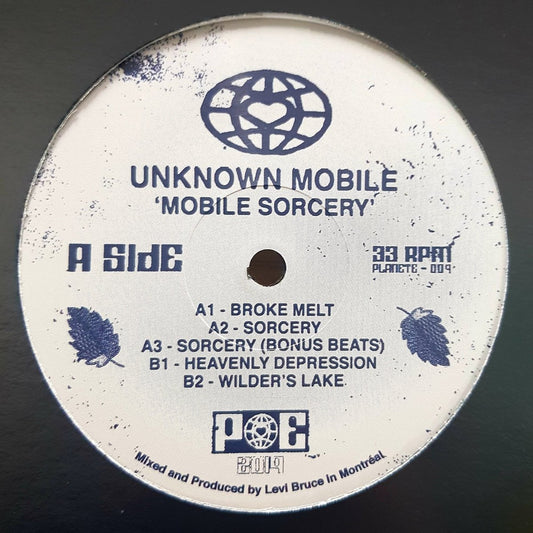 UNKNOWN MOBILE
'MOBILE SORCERY'
A SIdE
33 RPM
PLANETE - 009
A1 - BROKE MELT
A2 - SORCERY
A3 - SORCERY (BONUS BEATS)
B1 - HEAVENLY DEPRESSION
B2 - WILDER'S LAKE
POE
2019
Mixed and Produced by Levi Bruce in Montréal